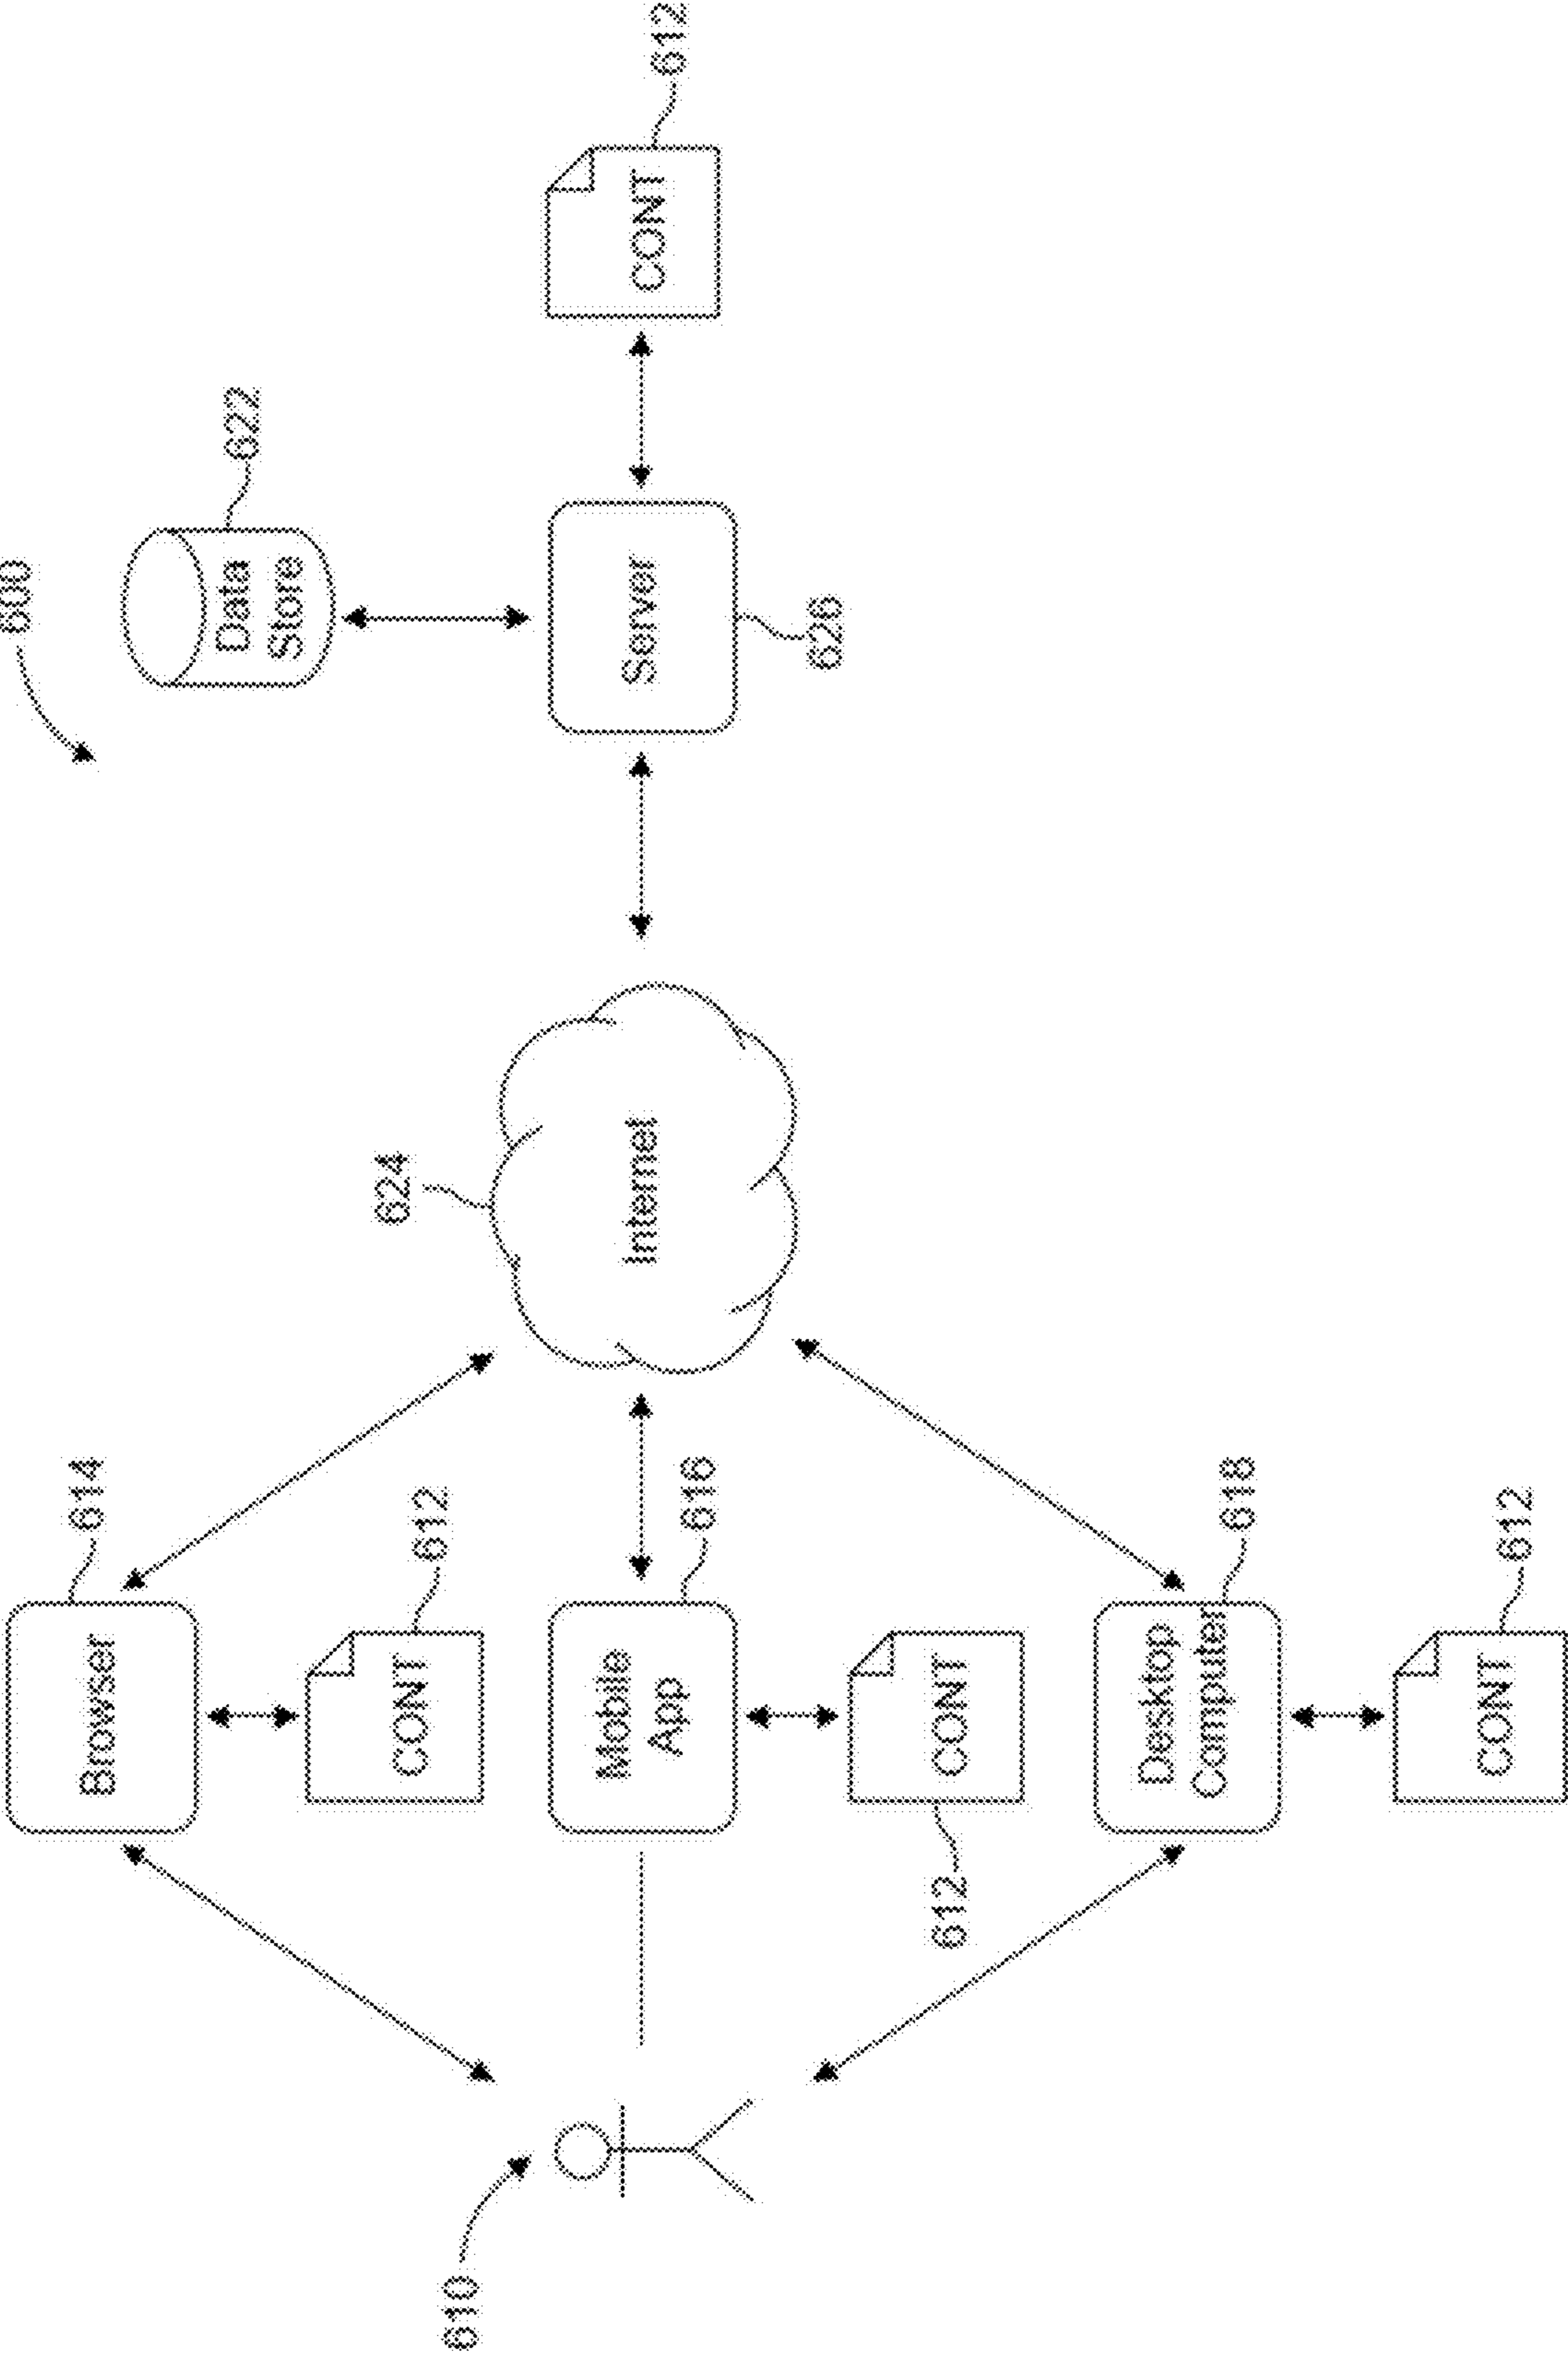 600
Browser
614
Data
Store
622
610
CONT
612
624
Mobile
App
616
Internet
Server
626
CONT
612
612
CONT
Desktop
Computer
618
CONT
612